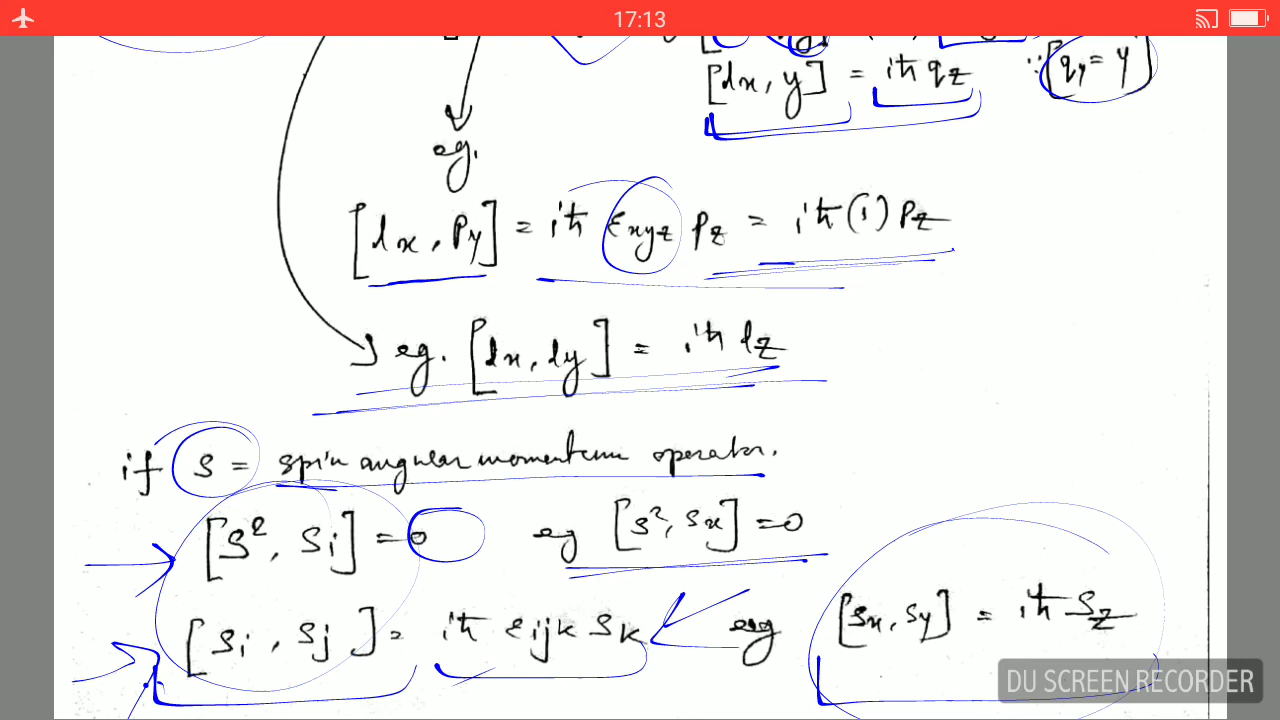 17:13
[lx, y] = iħ qz ∵ [qy = y]
eg.
[lx, Py] = iħ εxyz Pz = iħ(1) Pz
eg. [lx, ly] = iħ lz
if S = spin angular momentum operator.
[S², Si] = 0 eg [S², Sx] = 0
[Si, Sj] = iħ εijk Sk eg [Sx, Sy] = iħ Sz
DU SCREEN RECORDER